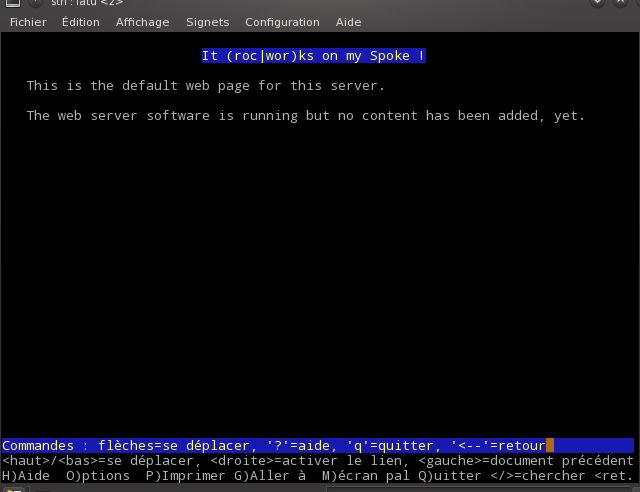 Fichier Édition Affichage Signets Configuration Aide
It (roc|wor)ks on my Spoke !
This is the default web page for this server.
The web server software is running but no content has been added, yet.
Commandes : flèches=se déplacer, '?'=aide, 'q'=quitter, '<--'=retour
<haut>/<bas>=se déplacer, <droite>=activer le lien, <gauche>=document précédent
H)Aide O)ptions P)Imprimer G)Aller à M)écran pal Q)uitter </>=chercher <ret.